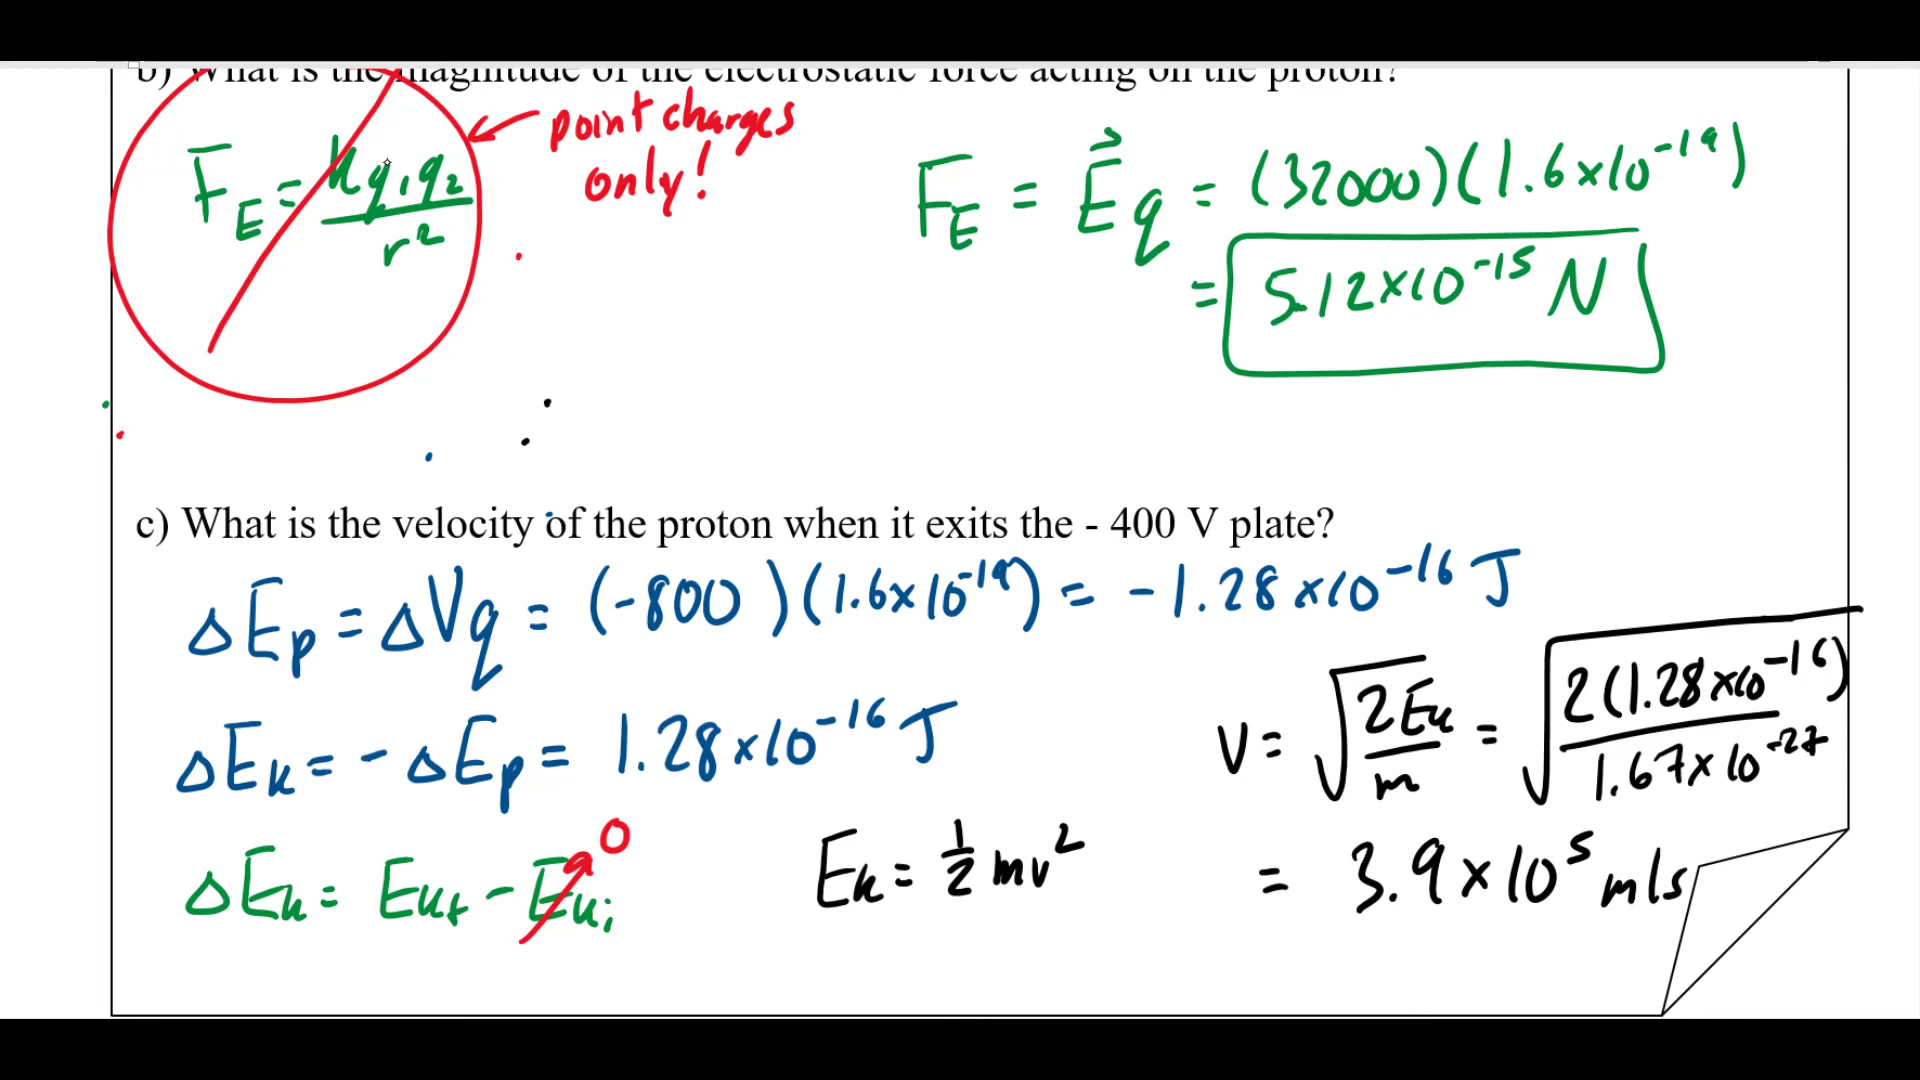 b) What is the magnitude of the electrostatic force acting on the proton?
F_E = kq₁q₂ / r²
point charges
only!
F_E = E⃗q = (32000)(1.6×10⁻¹⁹)
= 5.12×10⁻¹⁵ N
c) What is the velocity of the proton when it exits the - 400 V plate?
ΔEp = ΔVq = (-800)(1.6×10⁻¹⁹) = -1.28×10⁻¹⁶ J
ΔEk = -ΔEp = 1.28×10⁻¹⁶ J
ΔEk = Ekf - Eki 0
Ek = ½mv²
v = √(2Ek / m) = √(2(1.28×10⁻¹⁶) / 1.67×10⁻²⁷)
= 3.9×10⁵ m/s